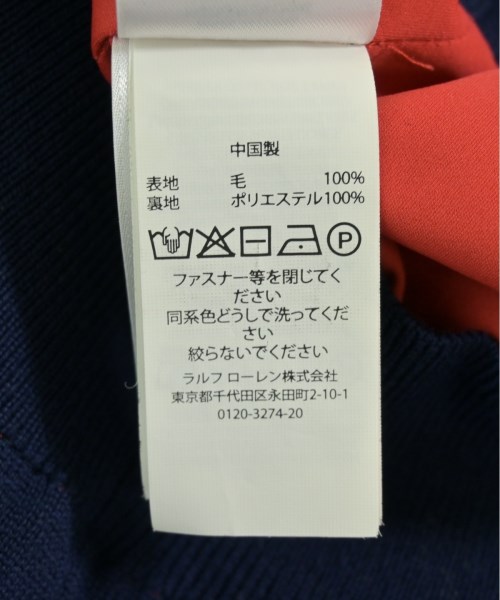 中国製
表地 毛 100%
裏地 ポリエステル100%
P
ファスナー等を閉じてく
ださい
同系色どうしで洗ってくだ
さい
絞らないでください
ラルフ ローレン株式会社
東京都千代田区永田町2-10-1
0120-3274-20